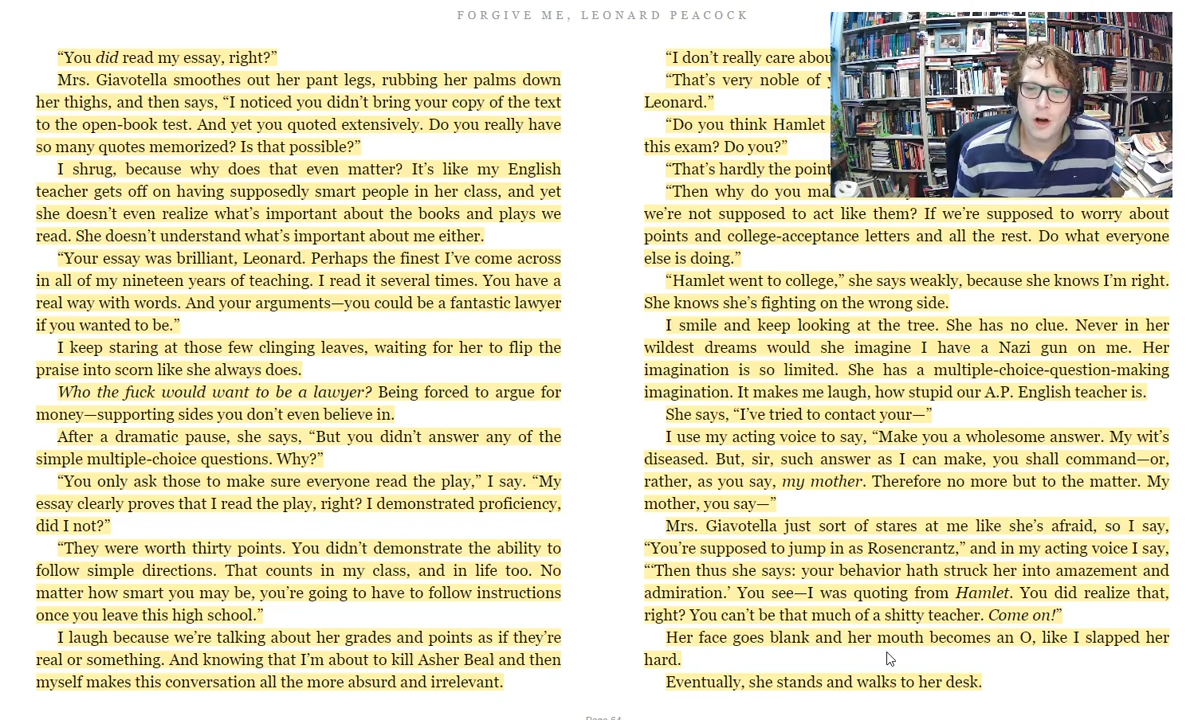 FORGIVE ME, LEONARD PEACOCK
“You did read my essay, right?”
Mrs. Giavotella smoothes out her pant legs, rubbing her palms down
her thighs, and then says, “I noticed you didn’t bring your copy of the text
to the open-book test. And yet you quoted extensively. Do you really have
so many quotes memorized? Is that possible?”
I shrug, because why does that even matter? It’s like my English
teacher gets off on having supposedly smart people in her class, and yet
she doesn’t even realize what’s important about the books and plays we
read. She doesn’t understand what’s important about me either.
“Your essay was brilliant, Leonard. Perhaps the finest I’ve come across
in all of my nineteen years of teaching. I read it several times. You have a
real way with words. And your arguments—you could be a fantastic lawyer
if you wanted to be.”
I keep staring at those few clinging leaves, waiting for her to flip the
praise into scorn like she always does.
Who the fuck would want to be a lawyer? Being forced to argue for
money—supporting sides you don’t even believe in.
After a dramatic pause, she says, “But you didn’t answer any of the
simple multiple-choice questions. Why?”
“You only ask those to make sure everyone read the play,” I say. “My
essay clearly proves that I read the play, right? I demonstrated proficiency,
did I not?”
“They were worth thirty points. You didn’t demonstrate the ability to
follow simple directions. That counts in my class, and in life too. No
matter how smart you may be, you’re going to have to follow instructions
once you leave this high school.”
I laugh because we’re talking about her grades and points as if they’re
real or something. And knowing that I’m about to kill Asher Beal and then
myself makes this conversation all the more absurd and irrelevant.
“I don’t really care abou
“That’s very noble of
Leonard.”
“Do you think Hamlet
this exam? Do you?”
“That’s hardly the point
“Then why do you ma
we’re not supposed to act like them? If we’re supposed to worry about
points and college-acceptance letters and all the rest. Do what everyone
else is doing.”
“Hamlet went to college,” she says weakly, because she knows I’m right.
She knows she’s fighting on the wrong side.
I smile and keep looking at the tree. She has no clue. Never in her
wildest dreams would she imagine I have a Nazi gun on me. Her
imagination is so limited. She has a multiple-choice-question-making
imagination. It makes me laugh, how stupid our A.P. English teacher is.
She says, “I’ve tried to contact your—”
I use my acting voice to say, “Make you a wholesome answer. My wit’s
diseased. But, sir, such answer as I can make, you shall command—or,
rather, as you say, my mother. Therefore no more but to the matter. My
mother, you say—”
Mrs. Giavotella just sort of stares at me like she’s afraid, so I say,
“You’re supposed to jump in as Rosencrantz,” and in my acting voice I say,
“‘Then thus she says: your behavior hath struck her into amazement and
admiration.’ You see—I was quoting from Hamlet. You did realize that,
right? You can’t be that much of a shitty teacher. Come on!”
Her face goes blank and her mouth becomes an O, like I slapped her
hard.
Eventually, she stands and walks to her desk.
Page 64